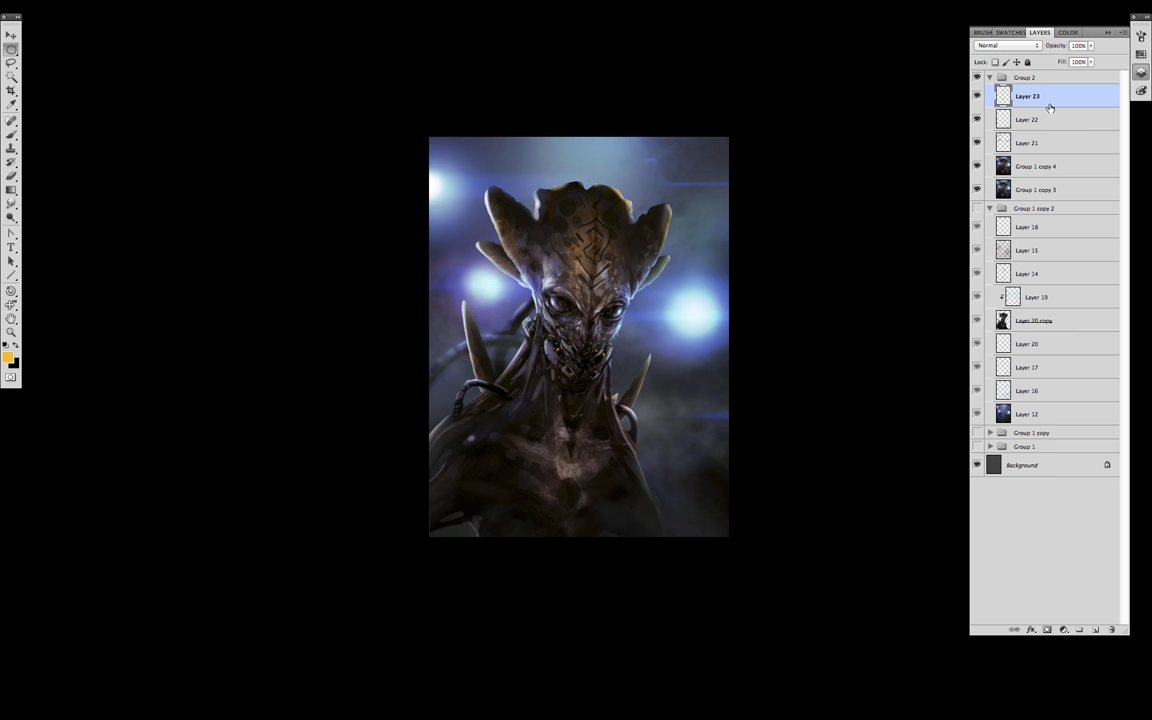 BRUSH SWATCHES LAYERS COLOR
Normal Opacity: 100%
Lock: Fill: 100%
Group 2
Layer 23
Layer 22
Layer 21
Group 1 copy 4
Group 1 copy 3
Group 1 copy 2
Layer 18
Layer 15
Layer 14
Layer 19
Layer 20 copy
Layer 20
Layer 17
Layer 16
Layer 12
Group 1 copy
Group 1
Background